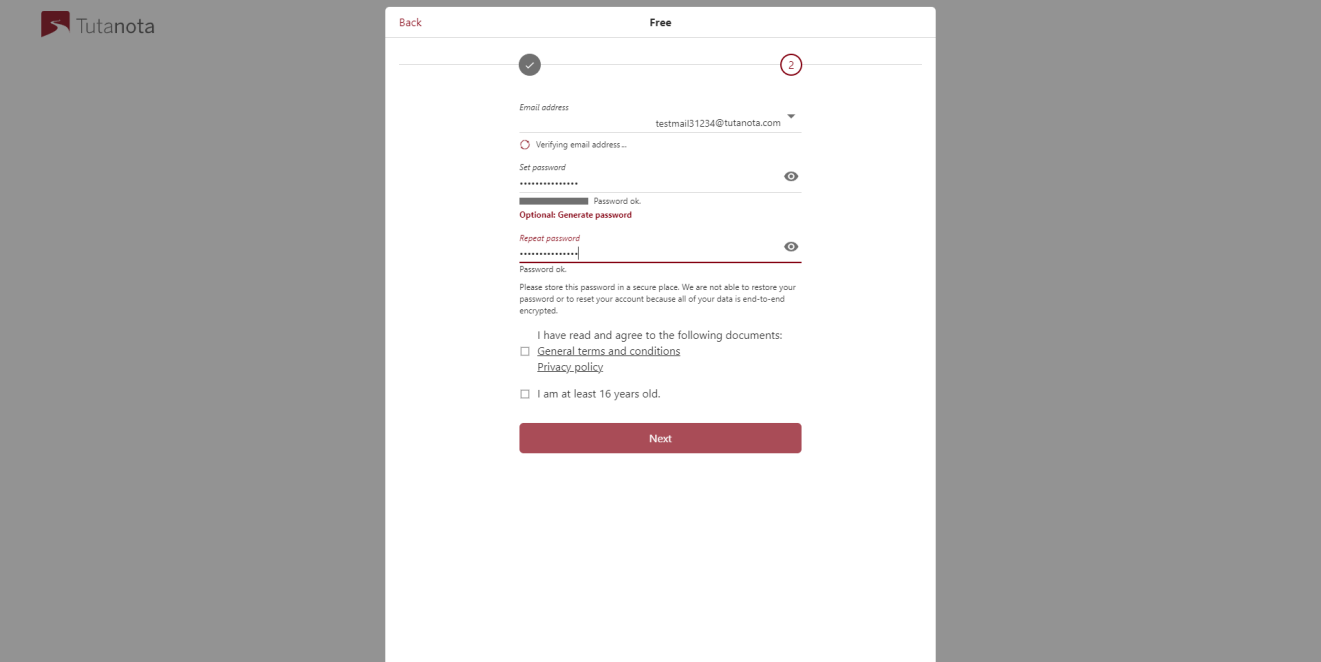 Tutanota
Back
Free
2
Email address
testmail31234@tutanota.com
Verifying email address ...
Set password
•••••••••••••••
Password ok.
Optional: Generate password
Repeat password
•••••••••••••••
Password ok.
Please store this password in a secure place. We are not able to restore your
password or to reset your account because all of your data is end-to-end
encrypted.
I have read and agree to the following documents:
General terms and conditions
Privacy policy
I am at least 16 years old.
Next